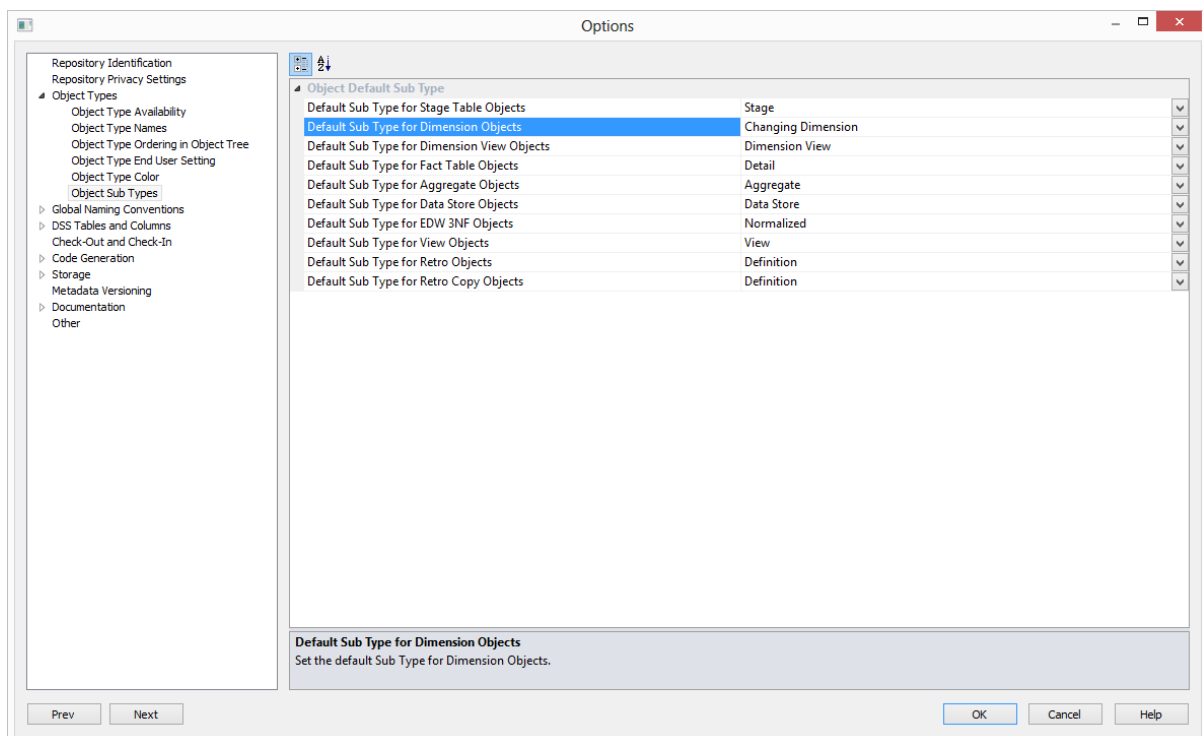 Options
Repository Identification
Repository Privacy Settings
Object Types
Object Type Availability
Object Type Names
Object Type Ordering in Object Tree
Object Type End User Setting
Object Type Color
Object Sub Types
Global Naming Conventions
DSS Tables and Columns
Check-Out and Check-In
Code Generation
Storage
Metadata Versioning
Documentation
Other
Object Default Sub Type
Default Sub Type for Stage Table Objects Stage
Default Sub Type for Dimension Objects Changing Dimension
Default Sub Type for Dimension View Objects Dimension View
Default Sub Type for Fact Table Objects Detail
Default Sub Type for Aggregate Objects Aggregate
Default Sub Type for Data Store Objects Data Store
Default Sub Type for EDW 3NF Objects Normalized
Default Sub Type for View Objects View
Default Sub Type for Retro Objects Definition
Default Sub Type for Retro Copy Objects Definition
Default Sub Type for Dimension Objects
Set the default Sub Type for Dimension Objects.
Prev Next OK Cancel Help